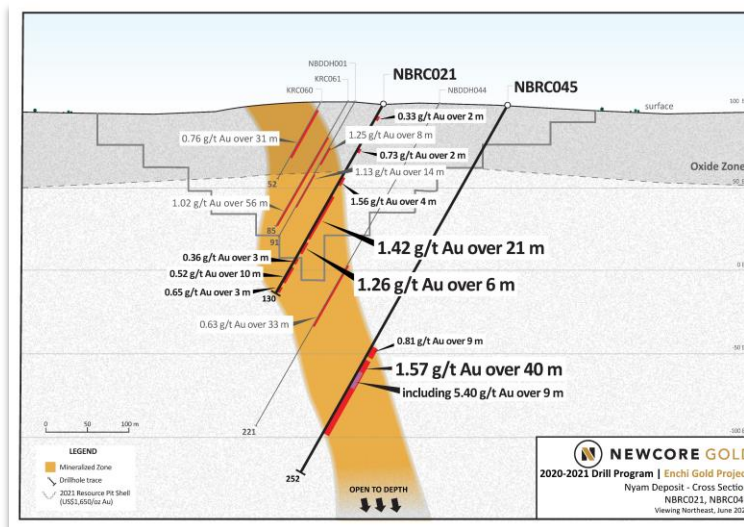 NBDDH001
KRC061
KRC060
NBRC021
NBDDH044
NBRC045
surface
100 E
0.33 g/t Au over 2 m
0.76 g/t Au over 31 m
1.25 g/t Au over 8 m
0.73 g/t Au over 2 m
Oxide Zone
1.13 g/t Au over 14 m
52
50 E
1.56 g/t Au over 4 m
1.02 g/t Au over 56 m
85
91
1.42 g/t Au over 21 m
0.36 g/t Au over 3 m
0 E
0.52 g/t Au over 10 m
1.26 g/t Au over 6 m
0.65 g/t Au over 3 m
130
0.63 g/t Au over 33 m
0.81 g/t Au over 9 m
-50 E
1.57 g/t Au over 40 m
including 5.40 g/t Au over 9 m
221
-100 E
252
0 50 100 m
LEGEND
Mineralized Zone
Drillhole trace
2021 Resource Pit Shell
(US$1,650/oz Au)
OPEN TO DEPTH
N NEWCORE GOLD
2020-2021 Drill Program | Enchi Gold Projec
Nyam Deposit - Cross Sectio
NBRC021, NBRC04
Viewing Northeast, June 202